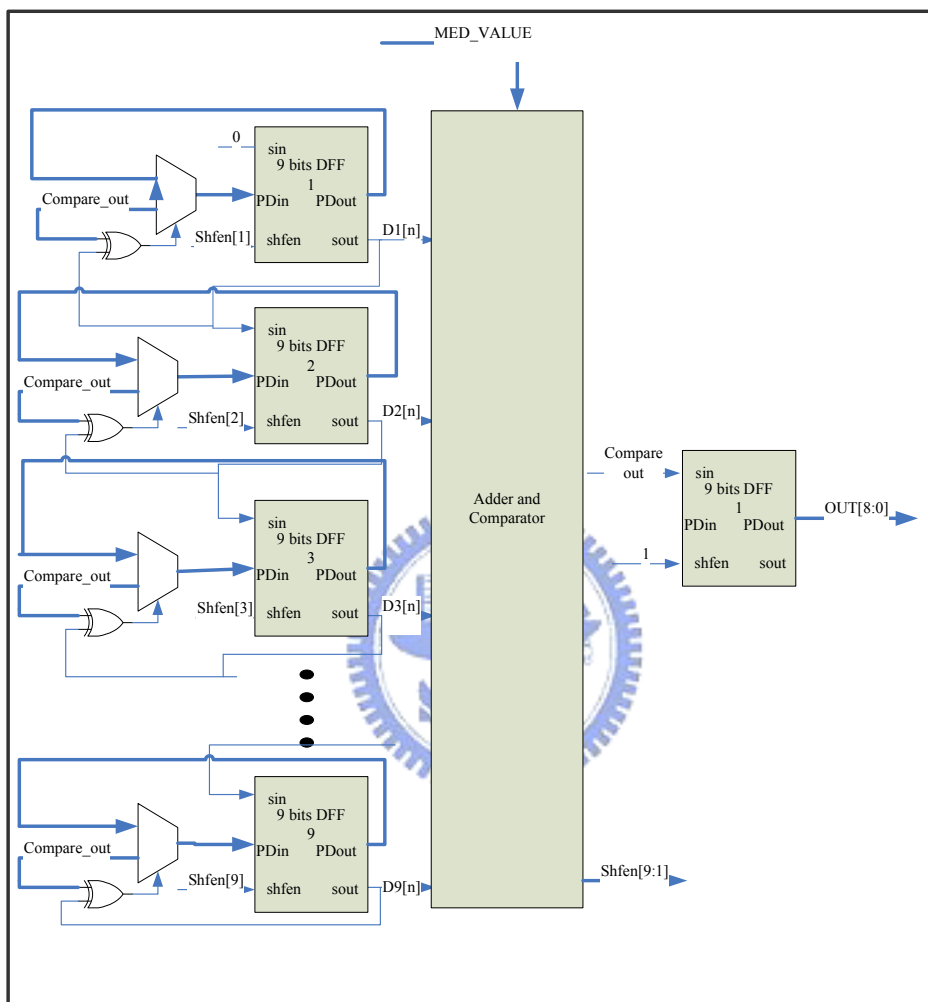 MED_VALUE
0
sin
9 bits DFF
1
PDin PDout
Compare_out
Shfen[1]
shfen sout
D1[n]
sin
9 bits DFF
2
PDin PDout
Compare_out
Shfen[2]
shfen sout
D2[n]
sin
9 bits DFF
3
PDin PDout
Compare_out
Shfen[3]
shfen sout
D3[n]
sin
9 bits DFF
9
PDin PDout
Compare_out
Shfen[9]
shfen sout
D9[n]
Adder and
Comparator
Compare
out
1
sin
9 bits DFF
1
PDin PDout
shfen sout
OUT[8:0]
Shfen[9:1]